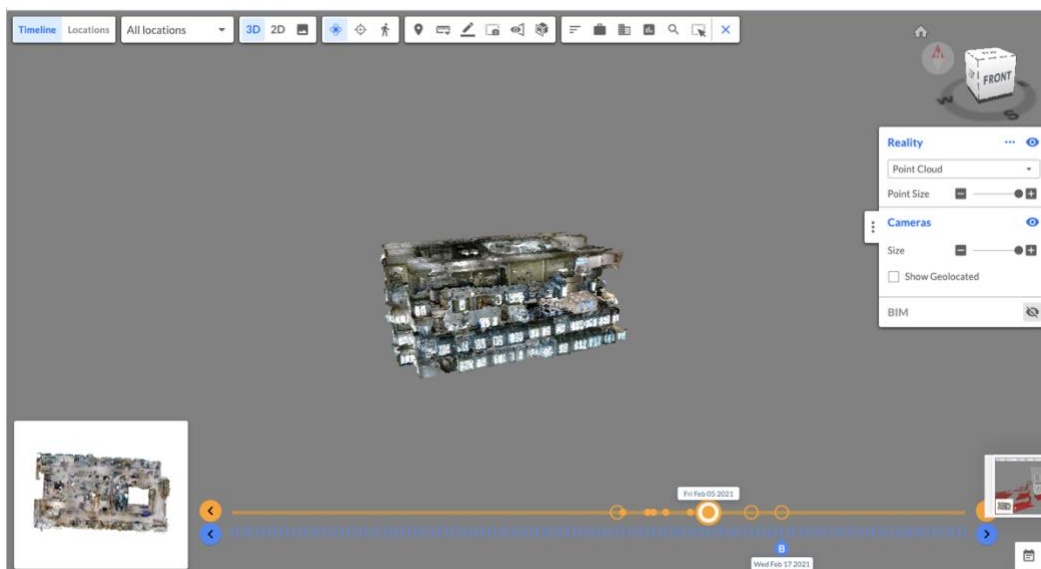 Timeline Locations All locations 3D 2D
FRONT
W S
Reality
Point Cloud
Point Size
Cameras
Size
Show Geolocated
BIM
Fri Feb 05 2021
B
Wed Feb 17 2021